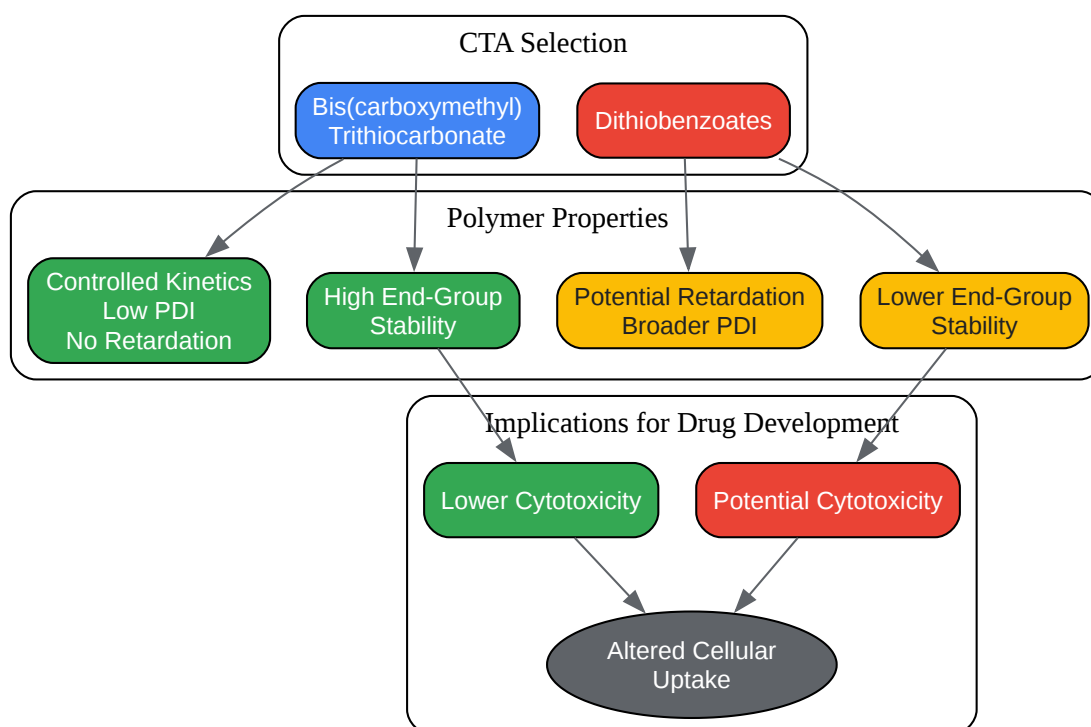 CTA Selection
Bis(carboxymethyl)
Trithiocarbonate
Dithiobenzoates
Polymer Properties
Controlled Kinetics
Low PDI
No Retardation
High End-Group
Stability
Potential Retardation
Broader PDI
Lower End-Group
Stability
Implications for Drug Development
Lower Cytotoxicity
Potential Cytotoxicity
Altered Cellular
Uptake